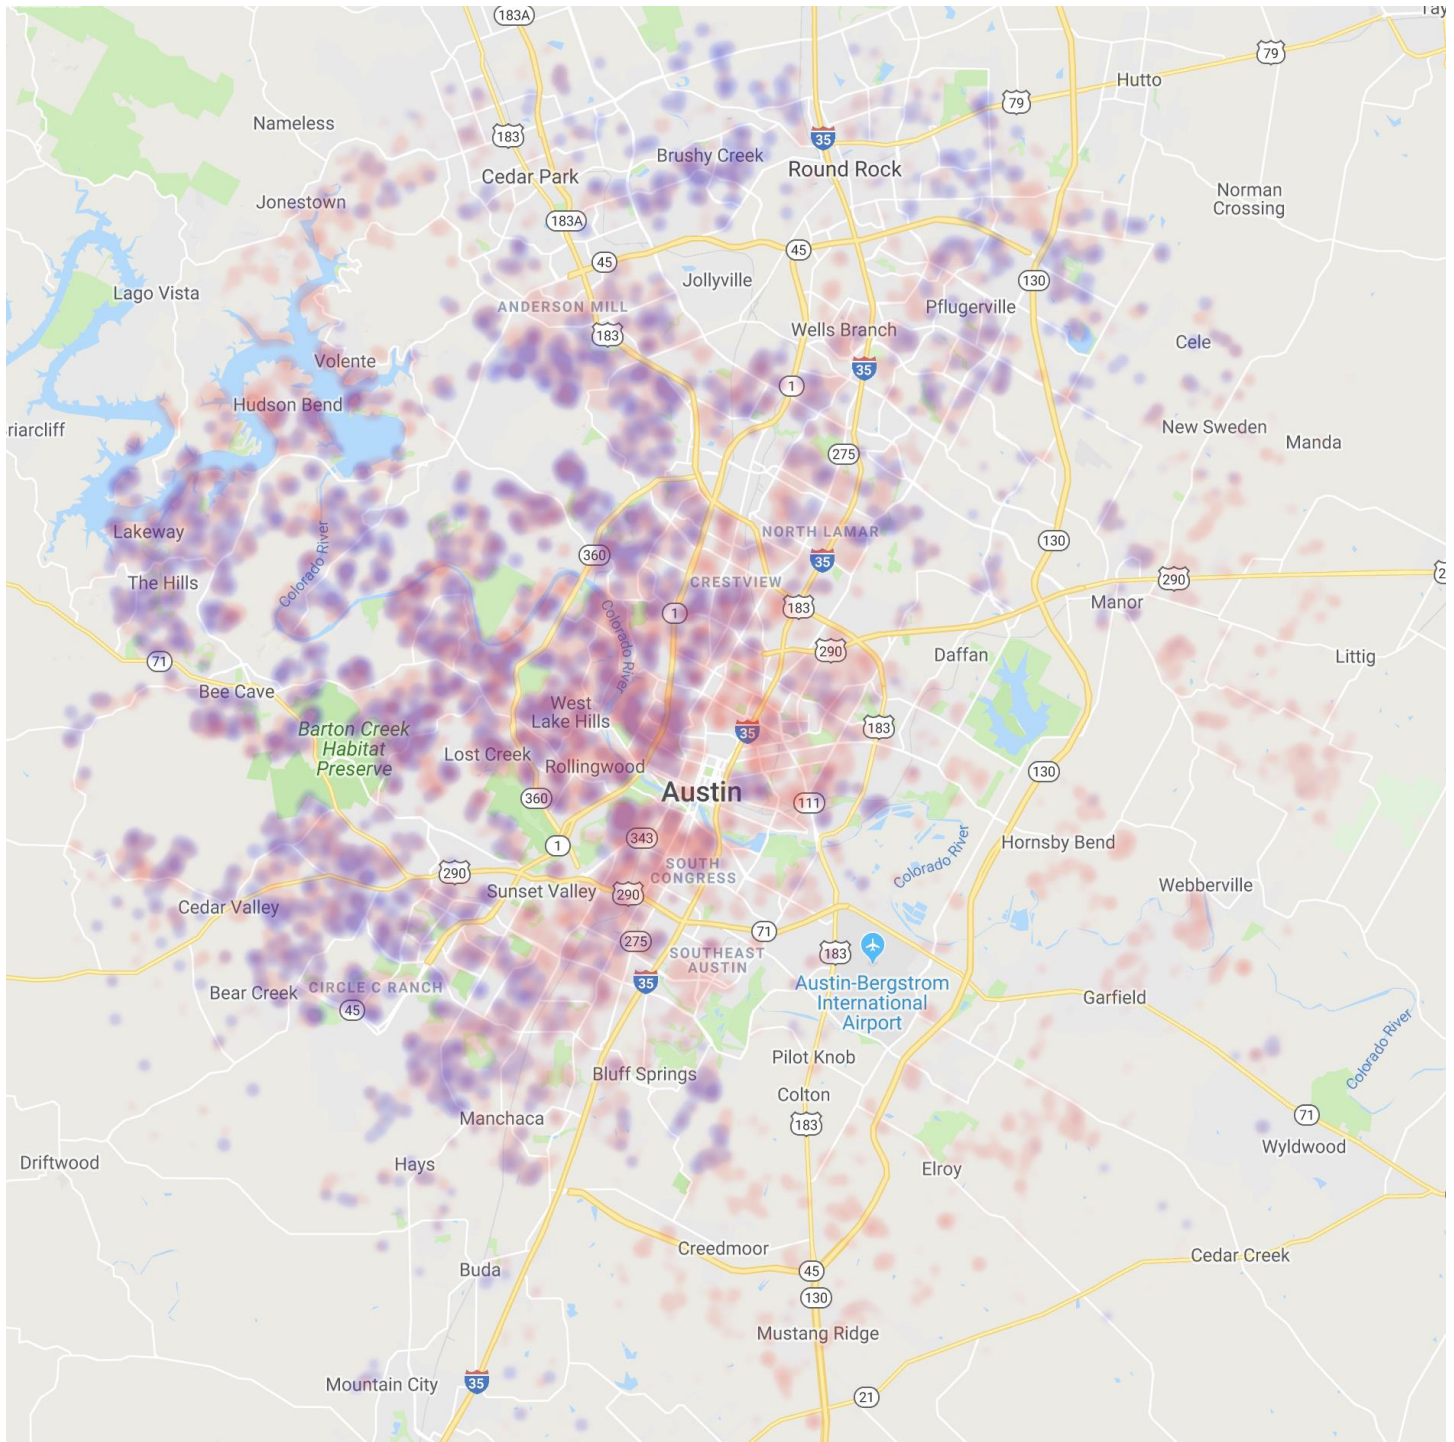 183A
Tay
79
Hutto
79
Nameless
183
35
Brushy Creek
Round Rock
Cedar Park
Norman
Crossing
Jonestown
183A
45
45
Jollyville
130
Lago Vista
ANDERSON MILL
Pflugerville
183
Wells Branch
Cele
Volente
35
1
Hudson Bend
riarcliff
New Sweden
Manda
275
Lakeway
NORTH LAMAR
130
360
35
Colorado River
The Hills
CRESTVIEW
290
2
183
Manor
1
Colorado River
290
Daffan
Littig
71
Bee Cave
West
Lake Hills
Barton Creek
Habitat
Preserve
35
183
Lost Creek
Rollingwood
130
Austin
360
111
343
1
Hornsby Bend
Colorado River
SOUTH
CONGRESS
290
Sunset Valley
290
Webberville
Cedar Valley
71
275
SOUTHEAST
AUSTIN
183
35
Austin-Bergstrom
International
Airport
Bear Creek
CIRCLE C RANCH
45
Garfield
Colorado River
Pilot Knob
Bluff Springs
Colton
Manchaca
183
71
Wyldwood
Driftwood
Hays
Elroy
Creedmoor
Cedar Creek
Buda
45
130
Mustang Ridge
Mountain City
35
21